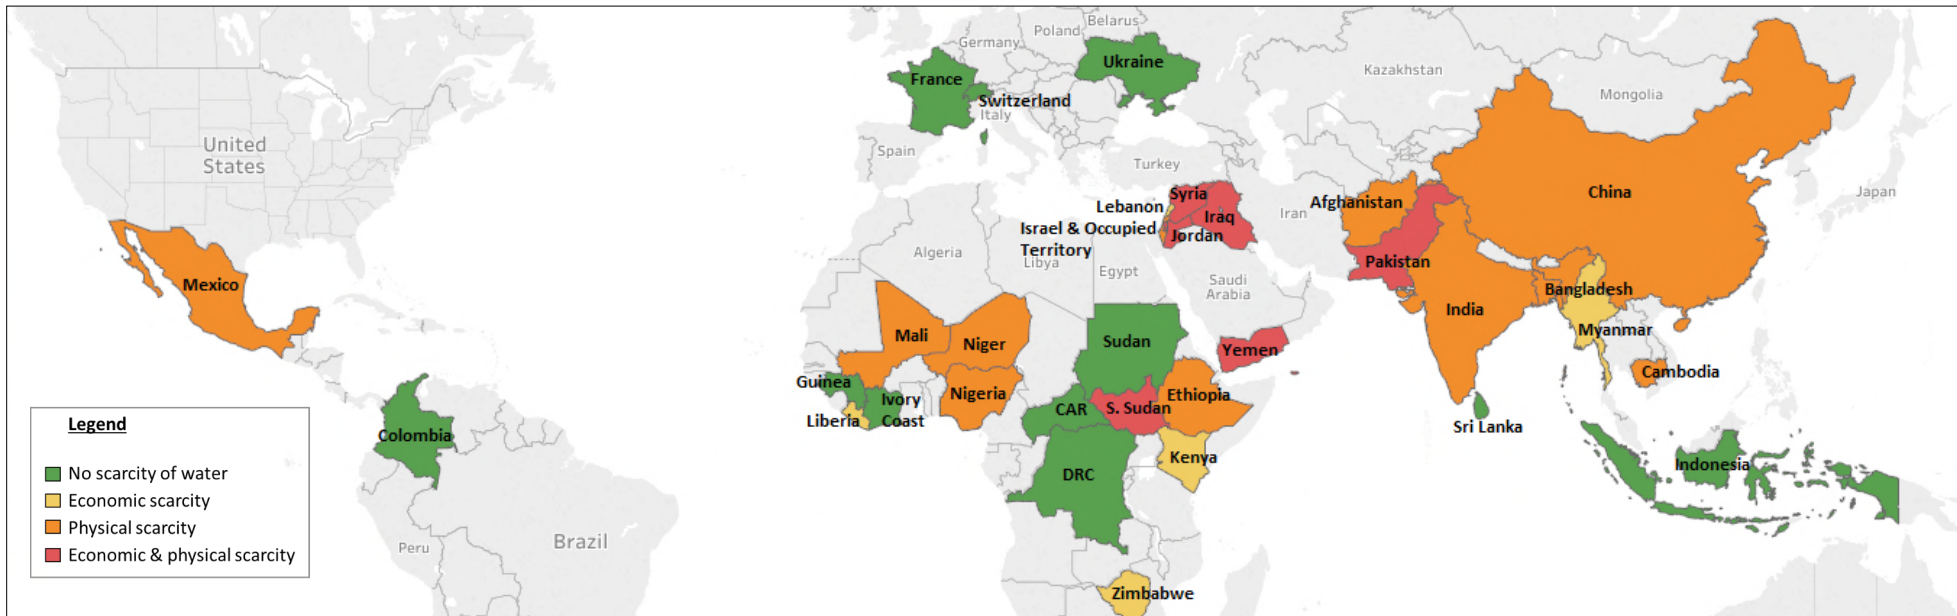 Belarus
Poland
Germany
Ukraine
France
Kazakhstan
Switzerland
Italy
Mongolia
United
States
Spain
Turkey
Japan
China
Syria
Afghanistan
Lebanon
Iran
Iraq
Israel & Occupied
Territory
Jordan
Algeria
Libya
Egypt
Pakistan
Saudi
Arabia
Mexico
Bangladesh
India
Myanmar
Mali
Niger
Sudan
Yemen
Cambodia
Guinea
Nigeria
Ethiopia
Ivory
Coast
CAR
S. Sudan
Liberia
Sri Lanka
Colombia
Kenya
Indonesia
DRC
Brazil
Peru
Zimbabwe
Legend
No scarcity of water
Economic scarcity
Physical scarcity
Economic & physical scarcity